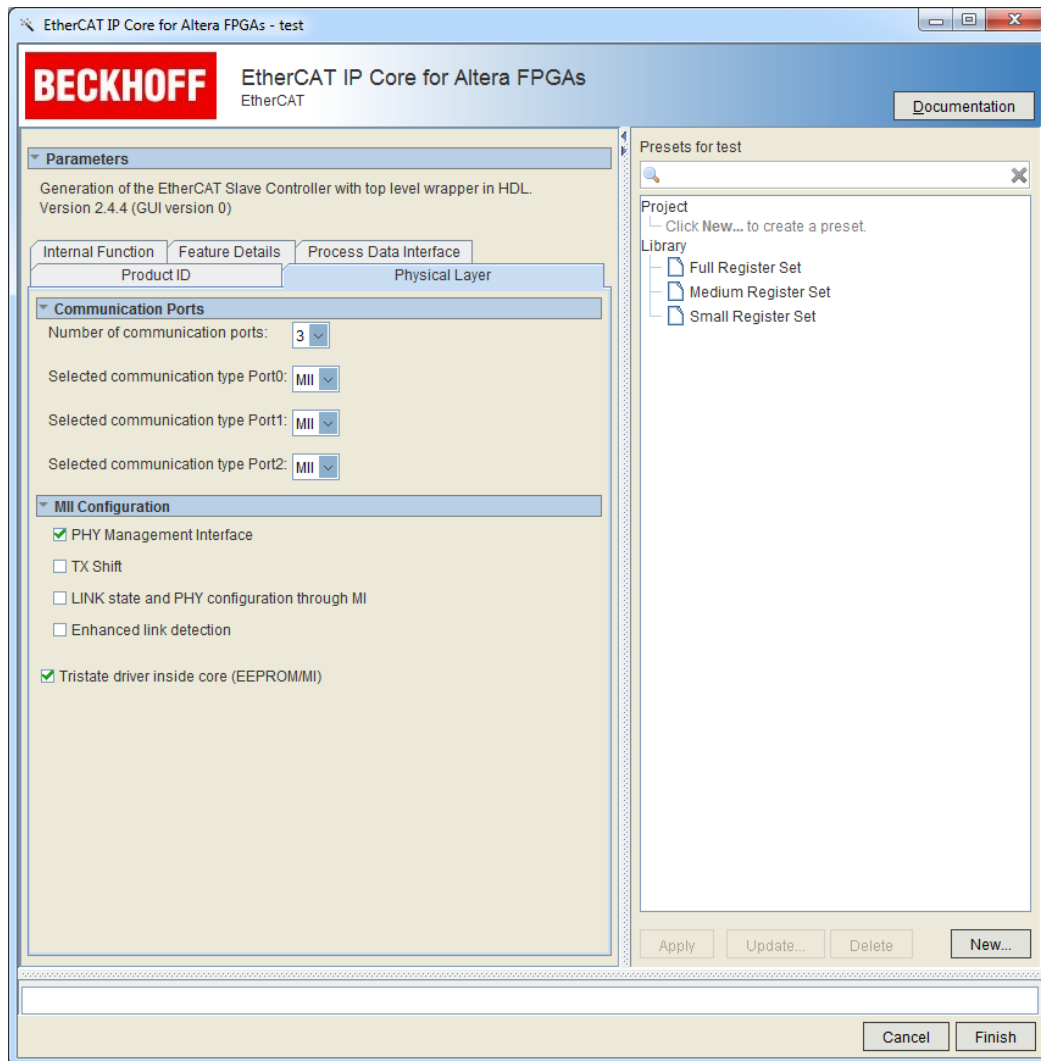 EtherCAT IP Core for Altera FPGAs - test
BECKHOFF
EtherCAT IP Core for Altera FPGAs
EtherCAT
Documentation
Parameters
Generation of the EtherCAT Slave Controller with top level wrapper in HDL.
Version 2.4.4 (GUI version 0)
Internal Function
Feature Details
Process Data Interface
Product ID
Physical Layer
Communication Ports
Number of communication ports: 3
Selected communication type Port0: MII
Selected communication type Port1: MII
Selected communication type Port2: MII
MII Configuration
PHY Management Interface
TX Shift
LINK state and PHY configuration through MI
Enhanced link detection
Tristate driver inside core (EEPROM/MI)
Presets for test
Project
Click New... to create a preset.
Library
Full Register Set
Medium Register Set
Small Register Set
Apply
Update...
Delete
New...
Cancel
Finish